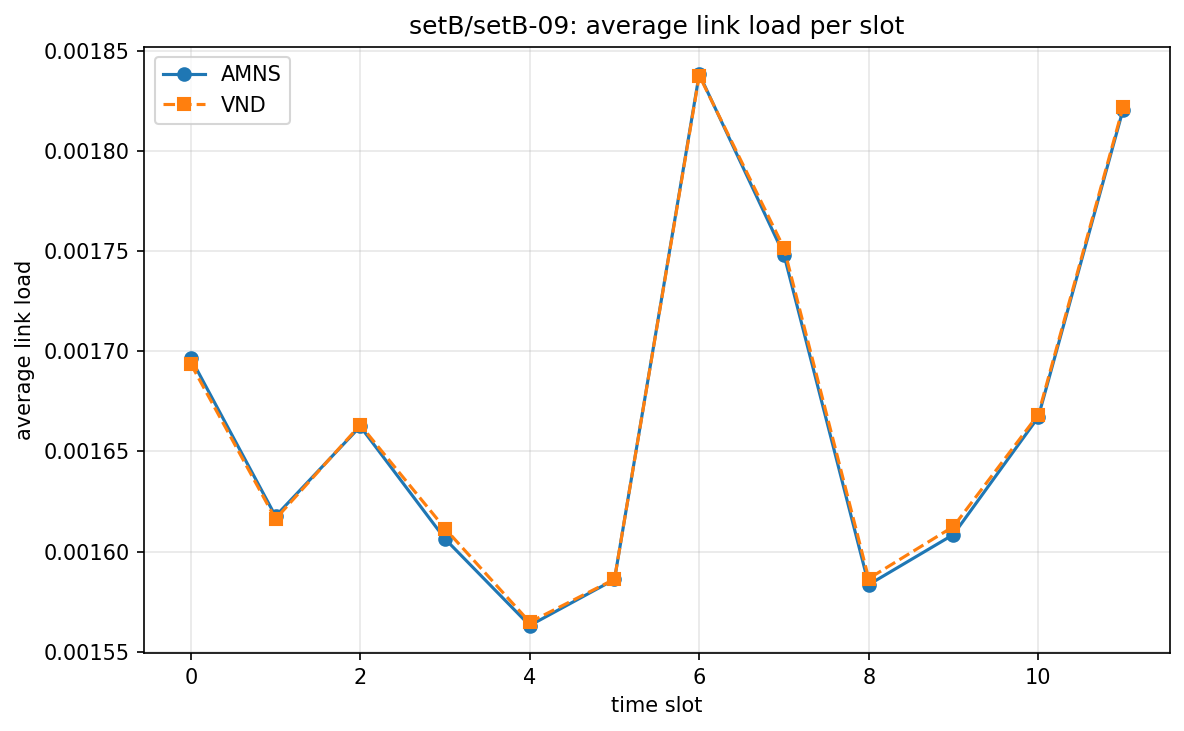 setB/setB-09: average link load per slot
AMNS
VND
0.00185
0.00180
0.00175
0.00170
0.00165
0.00160
0.00155
average link load
0 2 4 6 8 10
time slot